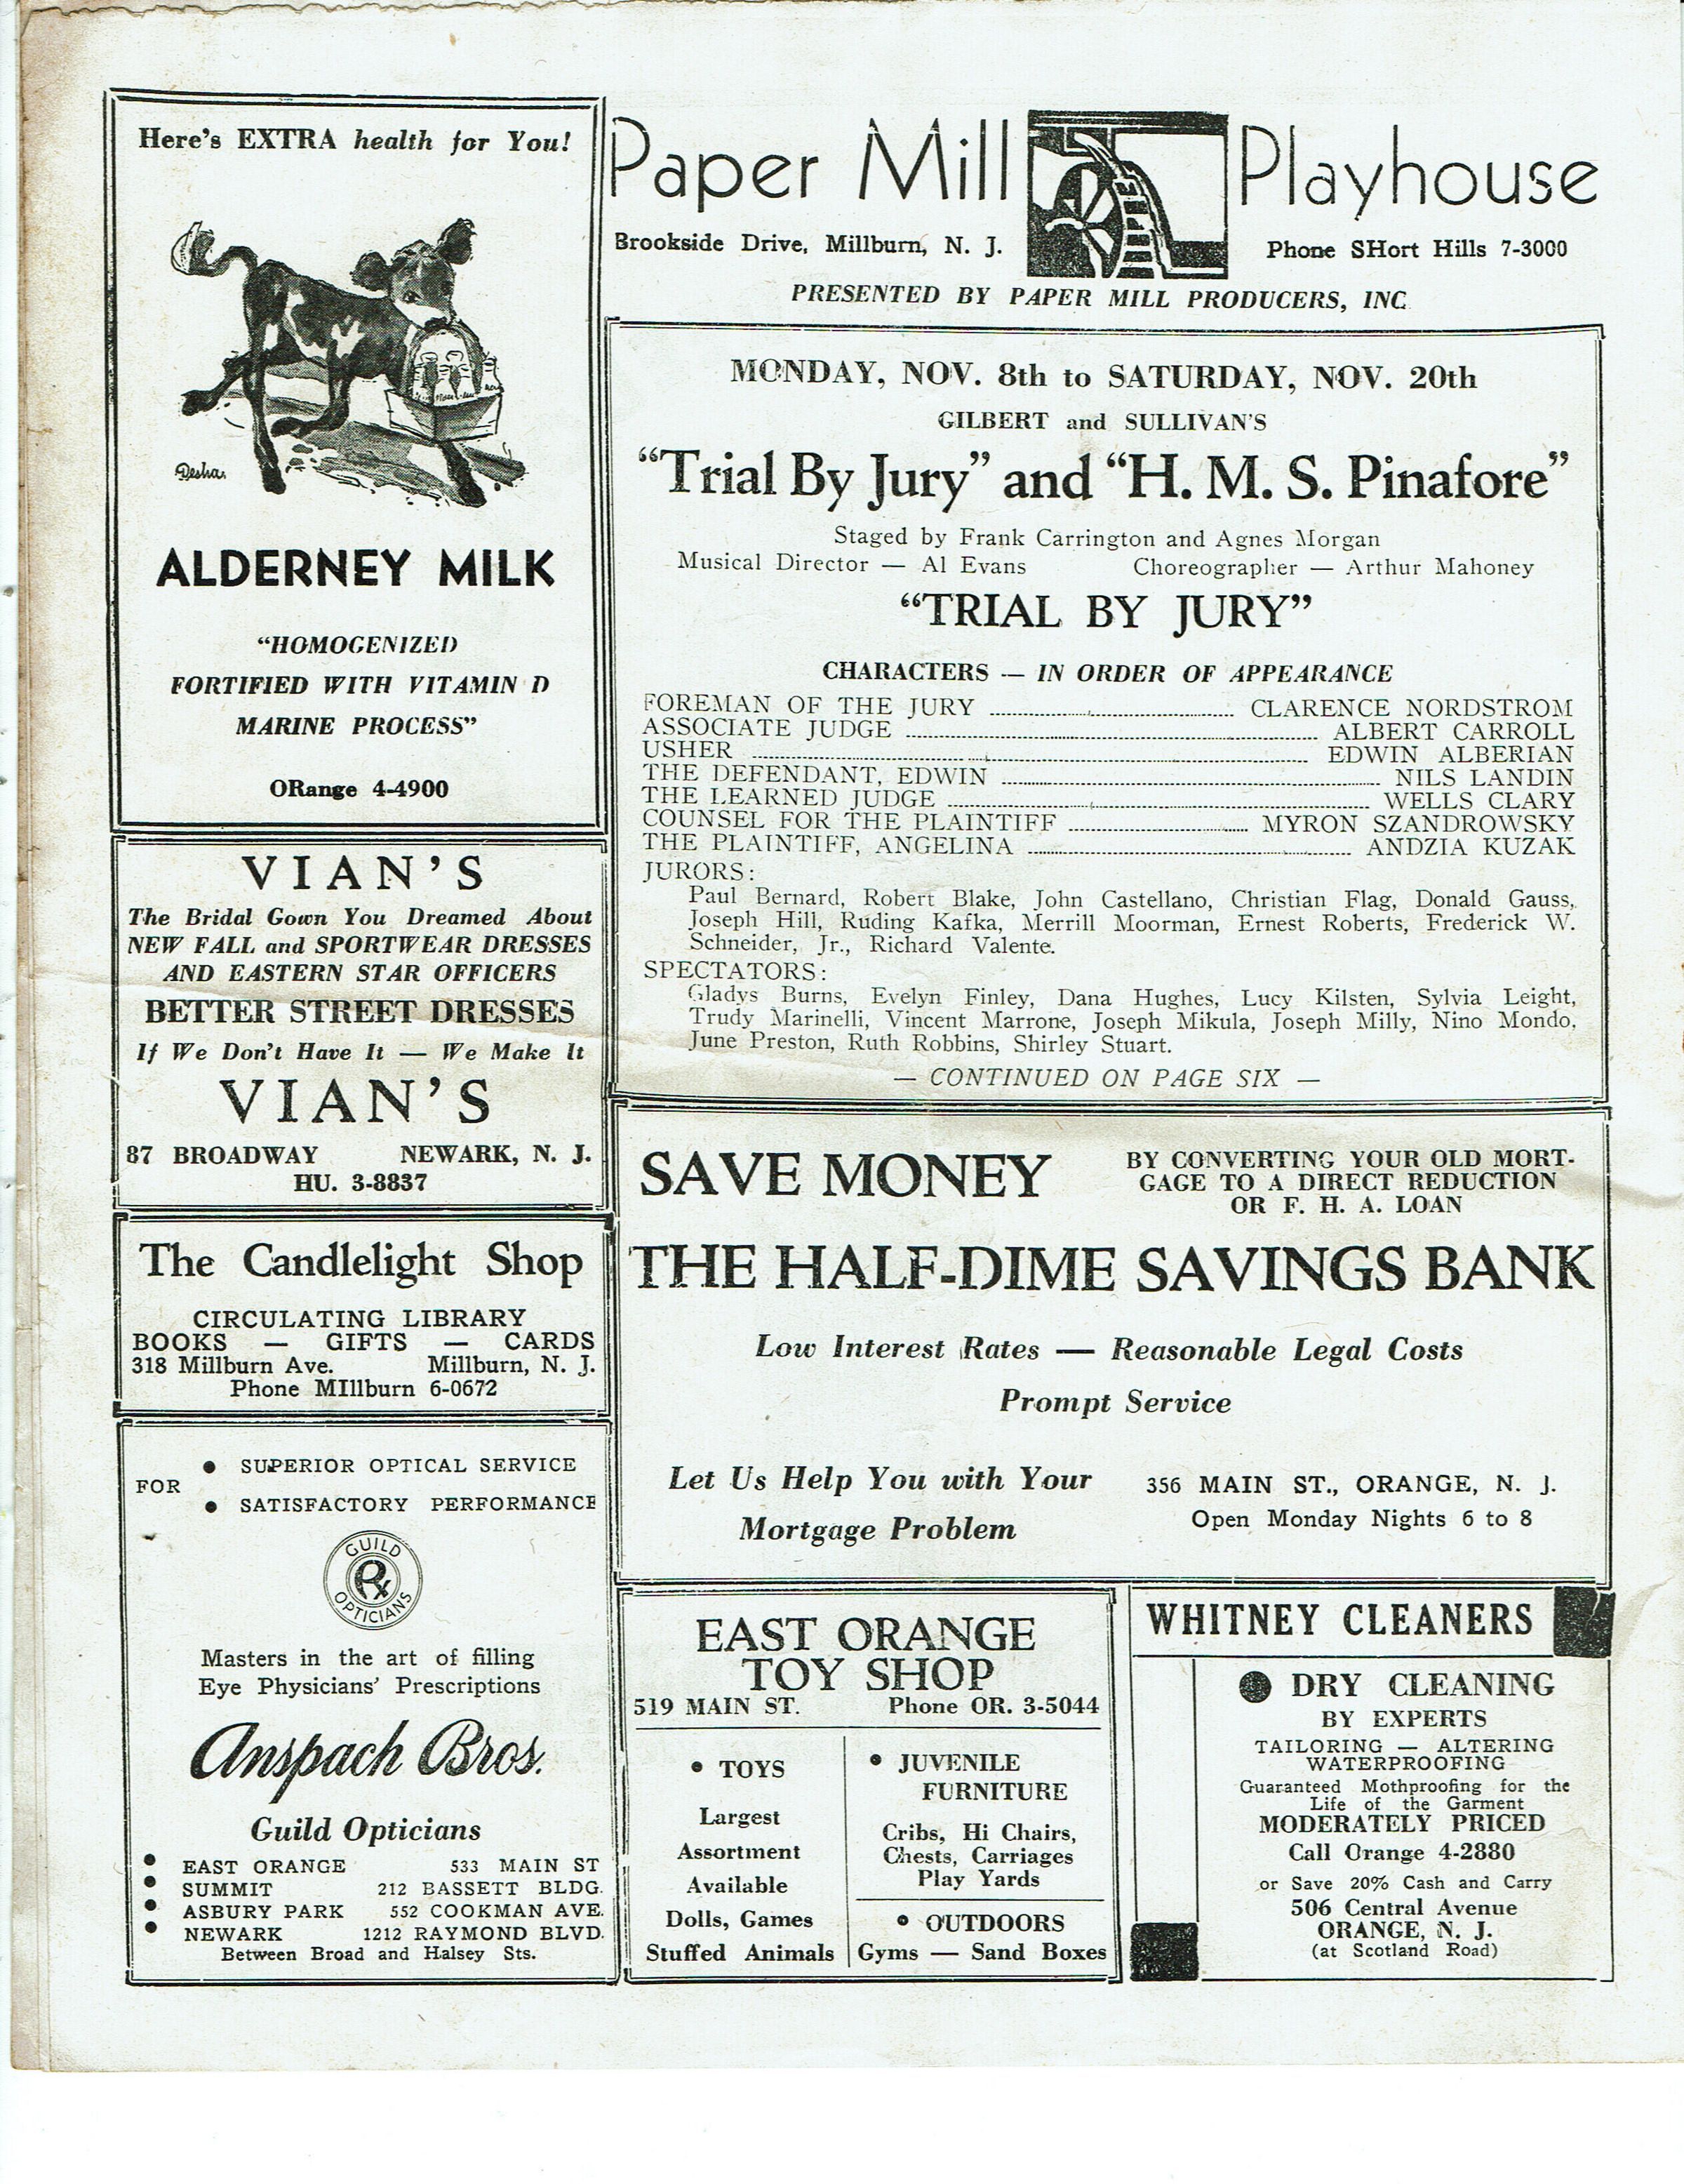 Here's EXTRA health for You!
Desha
ALDERNEY MILK
"HOMOGENIZED
FORTIFIED WITH VITAMIN D
MARINE PROCESS"
ORange 4-4900
VIAN'S
The Bridal Gown You Dreamed About
NEW FALL and SPORTWEAR DRESSES
AND EASTERN STAR OFFICERS
BETTER STREET DRESSES
If We Don't Have It — We Make It
VIAN'S
87 BROADWAY NEWARK, N. J.
HU. 3-8837
The Candlelight Shop
CIRCULATING LIBRARY
BOOKS — GIFTS — CARDS
318 Millburn Ave. Millburn, N. J.
Phone MIllburn 6-0672
FOR
• SUPERIOR OPTICAL SERVICE
• SATISFACTORY PERFORMANCE
GUILD
Rx
OPTICIANS
Masters in the art of filling
Eye Physicians' Prescriptions
Anspach Bros.
Guild Opticians
• EAST ORANGE 533 MAIN ST
• SUMMIT 212 BASSETT BLDG.
• ASBURY PARK 552 COOKMAN AVE.
• NEWARK 1212 RAYMOND BLVD.
Between Broad and Halsey Sts.
Paper Mill Playhouse
Brookside Drive, Millburn, N. J. Phone SHort Hills 7-3000
PRESENTED BY PAPER MILL PRODUCERS, INC
MONDAY, NOV. 8th to SATURDAY, NOV. 20th
GILBERT and SULLIVAN'S
"Trial By Jury" and "H. M. S. Pinafore"
Staged by Frank Carrington and Agnes Morgan
Musical Director — Al Evans Choreographer — Arthur Mahoney
"TRIAL BY JURY"
CHARACTERS — IN ORDER OF APPEARANCE
FOREMAN OF THE JURY ........ CLARENCE NORDSTROM
ASSOCIATE JUDGE ........ ALBERT CARROLL
USHER ........ EDWIN ALBERIAN
THE DEFENDANT, EDWIN ........ NILS LANDIN
THE LEARNED JUDGE ........ WELLS CLARY
COUNSEL FOR THE PLAINTIFF ........ MYRON SZANDROWSKY
THE PLAINTIFF, ANGELINA ........ ANDZIA KUZAK
JURORS:
Paul Bernard, Robert Blake, John Castellano, Christian Flag, Donald Gauss,
Joseph Hill, Ruding Kafka, Merrill Moorman, Ernest Roberts, Frederick W.
Schneider, Jr., Richard Valente.
SPECTATORS:
Gladys Burns, Evelyn Finley, Dana Hughes, Lucy Kilsten, Sylvia Leight,
Trudy Marinelli, Vincent Marrone, Joseph Mikula, Joseph Milly, Nino Mondo,
June Preston, Ruth Robbins, Shirley Stuart.
— CONTINUED ON PAGE SIX —
SAVE MONEY
BY CONVERTING YOUR OLD MORT-
GAGE TO A DIRECT REDUCTION
OR F. H. A. LOAN
THE HALF-DIME SAVINGS BANK
Low Interest Rates — Reasonable Legal Costs
Prompt Service
Let Us Help You with Your
Mortgage Problem
356 MAIN ST., ORANGE, N. J.
Open Monday Nights 6 to 8
EAST ORANGE
TOY SHOP
519 MAIN ST. Phone OR. 3-5044
• TOYS
Largest
Assortment
Available
Dolls, Games
Stuffed Animals
• JUVENILE
FURNITURE
Cribs, Hi Chairs,
Chests, Carriages
Play Yards
• OUTDOORS
Gyms — Sand Boxes
WHITNEY CLEANERS
● DRY CLEANING
BY EXPERTS
TAILORING — ALTERING
WATERPROOFING
Guaranteed Mothproofing for the
Life of the Garment
MODERATELY PRICED
Call Orange 4-2880
or Save 20% Cash and Carry
506 Central Avenue
ORANGE, N. J.
(at Scotland Road)